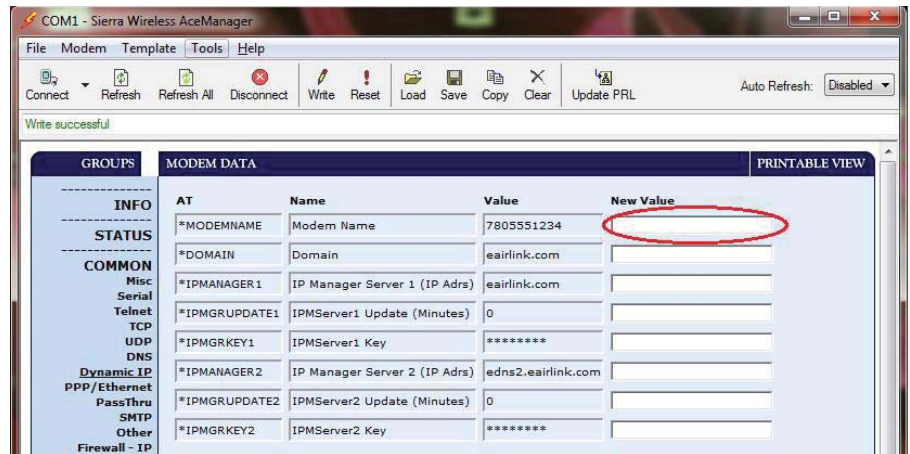 COM1 - Sierra Wireless AceManager
File Modem Template Tools Help
Connect Refresh Refresh All Disconnect Write Reset Load Save Copy Clear Update PRL Auto Refresh: Disabled
Write successful
GROUPS MODEM DATA PRINTABLE VIEW
INFO
STATUS
COMMON
Misc
Serial
Telnet
TCP
UDP
DNS
Dynamic IP
PPP/Ethernet
PassThru
SMTP
Other
Firewall - IP
AT Name Value New Value
*MODEMNAME Modem Name 7805551234
*DOMAIN Domain eairlink.com
*IPMANAGER1 IP Manager Server 1 (IP Adrs) eairlink.com
*IPMGRUPDATE1 IPMServer1 Update (Minutes) 0
*IPMGRKEY1 IPMServer1 Key ********
*IPMANAGER2 IP Manager Server 2 (IP Adrs) edns2.eairlink.com
*IPMGRUPDATE2 IPMServer2 Update (Minutes) 0
*IPMGRKEY2 IPMServer2 Key ********